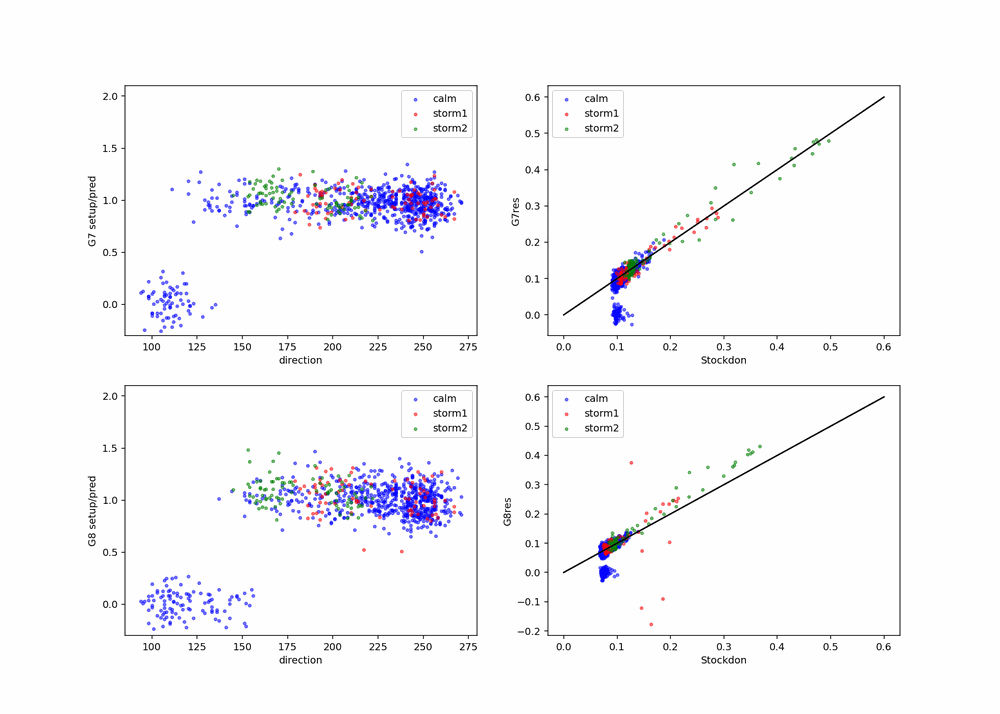 2.0
1.5
1.0
0.5
0.0
G7 setup/pred
calm
storm1
storm2
100 125 150 175 200 225 250 275
direction
0.6
0.5
0.4
0.3
0.2
0.1
0.0
G7res
calm
storm1
storm2
0.0 0.1 0.2 0.3 0.4 0.5 0.6
Stockdon
2.0
1.5
1.0
0.5
0.0
G8 setup/pred
calm
storm1
storm2
100 125 150 175 200 225 250 275
direction
0.6
0.5
0.4
0.3
0.2
0.1
0.0
−0.1
−0.2
G8res
calm
storm1
storm2
0.0 0.1 0.2 0.3 0.4 0.5 0.6
Stockdon